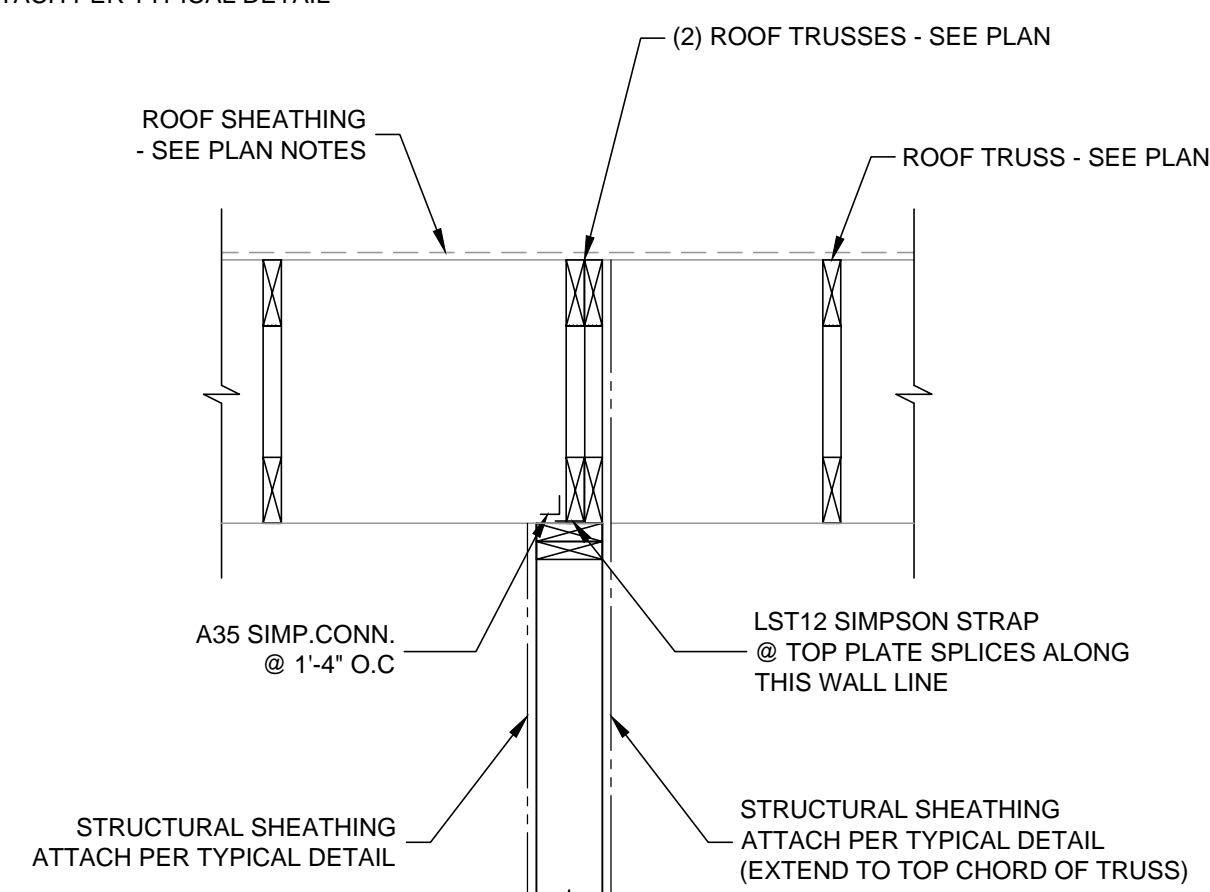 (2) ROOF TRUSSES - SEE PLAN
ROOF SHEATHING
- SEE PLAN NOTES
ROOF TRUSS - SEE PLAN
A35 SIMP.CONN.
@ 1'-4" O.C
LST12 SIMPSON STRAP
@ TOP PLATE SPLICES ALONG
THIS WALL LINE
STRUCTURAL SHEATHING
ATTACH PER TYPICAL DETAIL
STRUCTURAL SHEATHING
ATTACH PER TYPICAL DETAIL
(EXTEND TO TOP CHORD OF TRUSS)